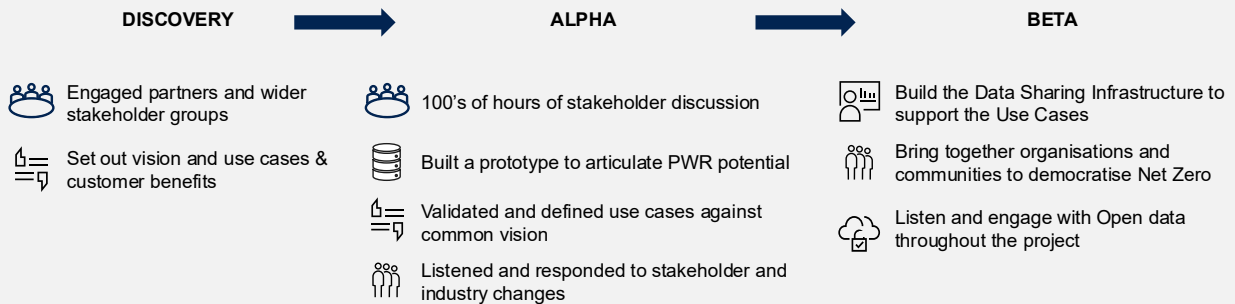 DISCOVERY
ALPHA
BETA
Engaged partners and wider
stakeholder groups
Set out vision and use cases &
customer benefits
100’s of hours of stakeholder discussion
Built a prototype to articulate PWR potential
Validated and defined use cases against
common vision
Listened and responded to stakeholder and
industry changes
Build the Data Sharing Infrastructure to
support the Use Cases
Bring together organisations and
communities to democratise Net Zero
Listen and engage with Open data
throughout the project